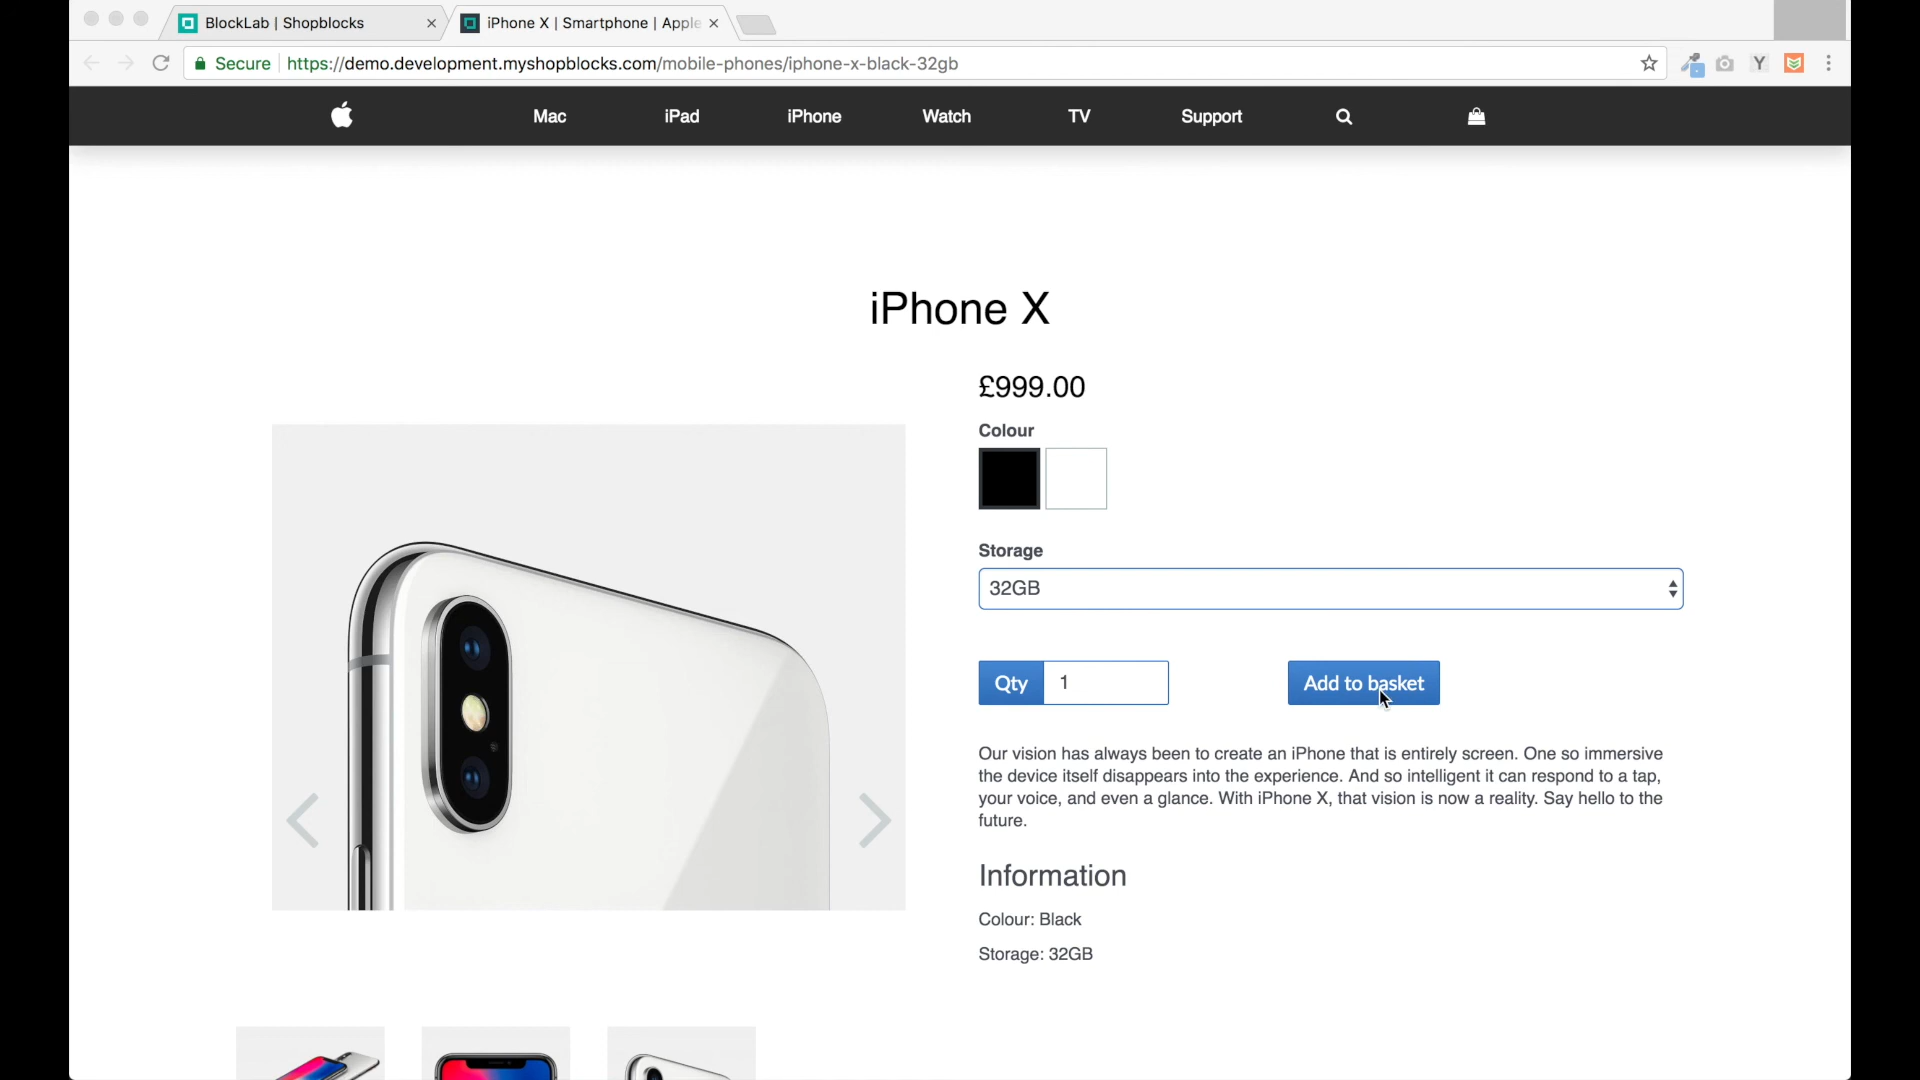 BlockLab | Shopblocks
iPhone X | Smartphone | Apple
Secure
https://demo.development.myshopblocks.com/mobile-phones/iphone-x-black-32gb
Y
Mac
iPad
iPhone
Watch
TV
Support
iPhone X
£999.00
Colour
Storage
32GB
Qty
1
Add to basket
Our vision has always been to create an iPhone that is entirely screen. One so immersive
the device itself disappears into the experience. And so intelligent it can respond to a tap,
your voice, and even a glance. With iPhone X, that vision is now a reality. Say hello to the
future.
Information
Colour: Black
Storage: 32GB